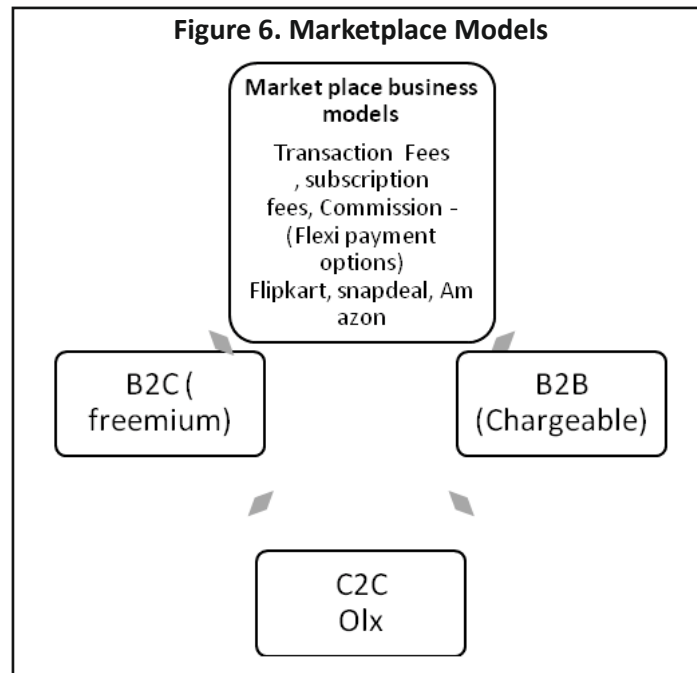 Figure 6. Marketplace Models
Market place business
models
Transaction Fees
, subscription
fees, Commission -
(Flexi payment
options)
Flipkart, snapdeal, Am
azon
B2C (
freemium)
B2B
(Chargeable)
C2C
Olx